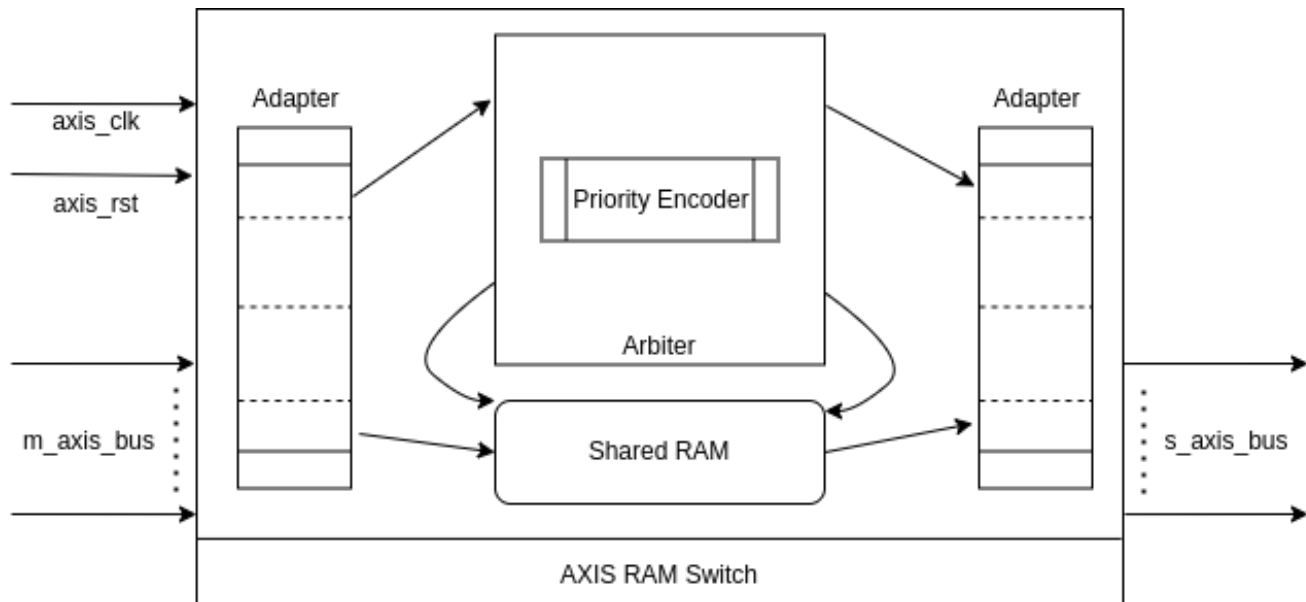 Adapter
Adapter
axis_clk
axis_rst
Priority Encoder
Arbiter
m_axis_bus
Shared RAM
s_axis_bus
AXIS RAM Switch